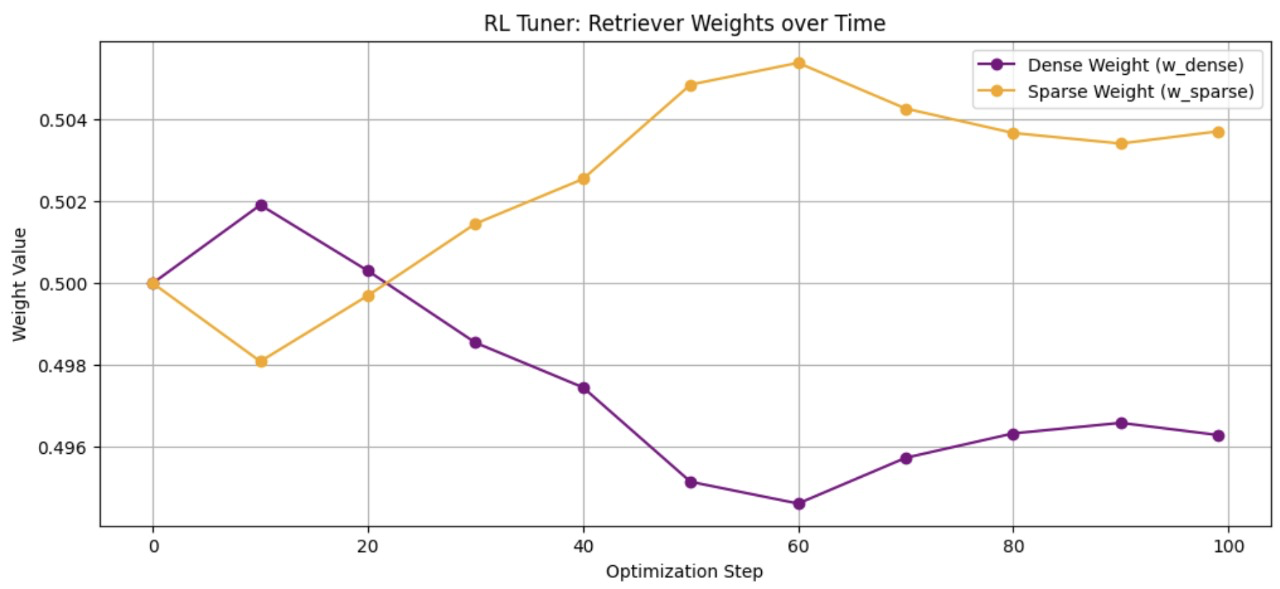 RL Tuner: Retriever Weights over Time
Dense Weight (w_dense)
Sparse Weight (w_sparse)
Weight Value
0.504
0.502
0.500
0.498
0.496
0 20 40 60 80 100
Optimization Step